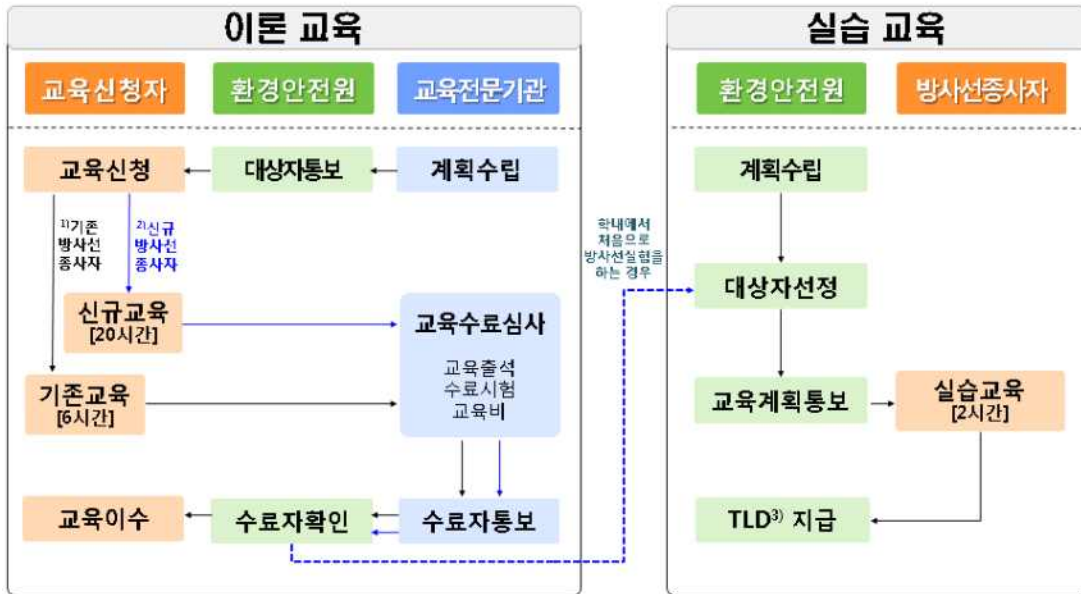 이론 교육
교육신청자 환경안전원 교육전문기관
교육신청 대상자통보 계획수립
1)기존
방사선
종사자
2)신규
방사선
종사자
신규교육
[20시간]
교육수료심사
교육출석
수료시험
교육비
기존교육
[6시간]
교육이수 수료자확인 수료자통보
학내에서
처음으로
방사선실험을
하는 경우
실습 교육
환경안전원 방사선종사자
계획수립
대상자선정
교육계획통보
실습교육
[2시간]
TLD3) 지급